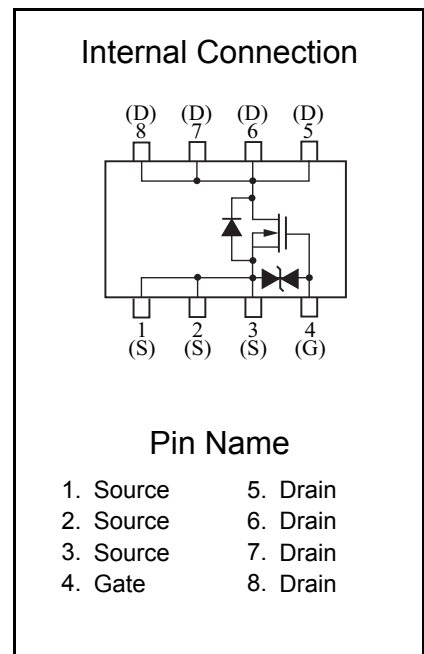 Internal Connection
(D) (D) (D) (D)
8 7 6 5
1 2 3 4
(S) (S) (S) (G)
Pin Name
1. Source 5. Drain
2. Source 6. Drain
3. Source 7. Drain
4. Gate 8. Drain